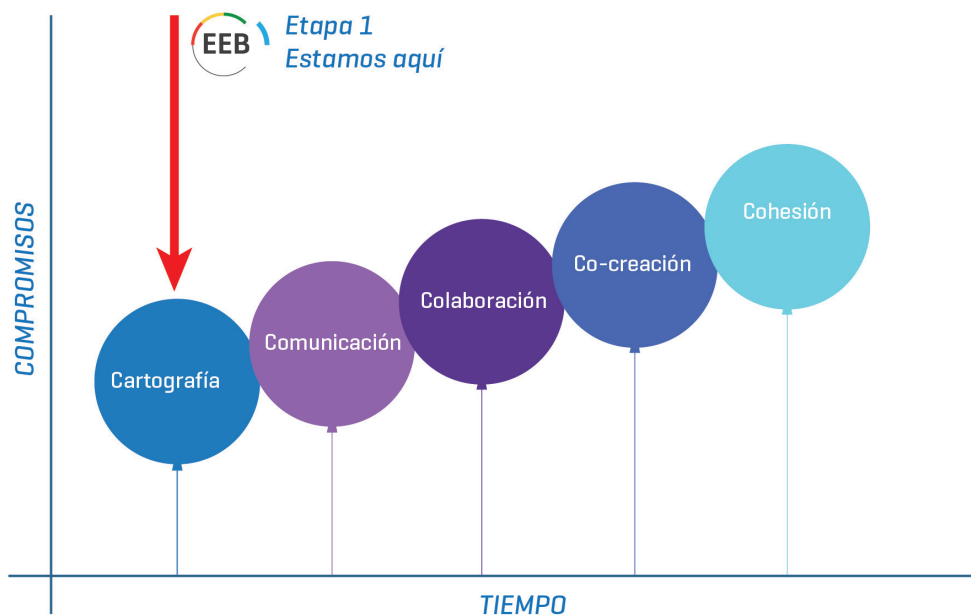 EEB
Etapa 1
Estamos aquí
COMPROMISOS
Cohesión
Co-creación
Colaboración
Comunicación
Cartografía
TIEMPO